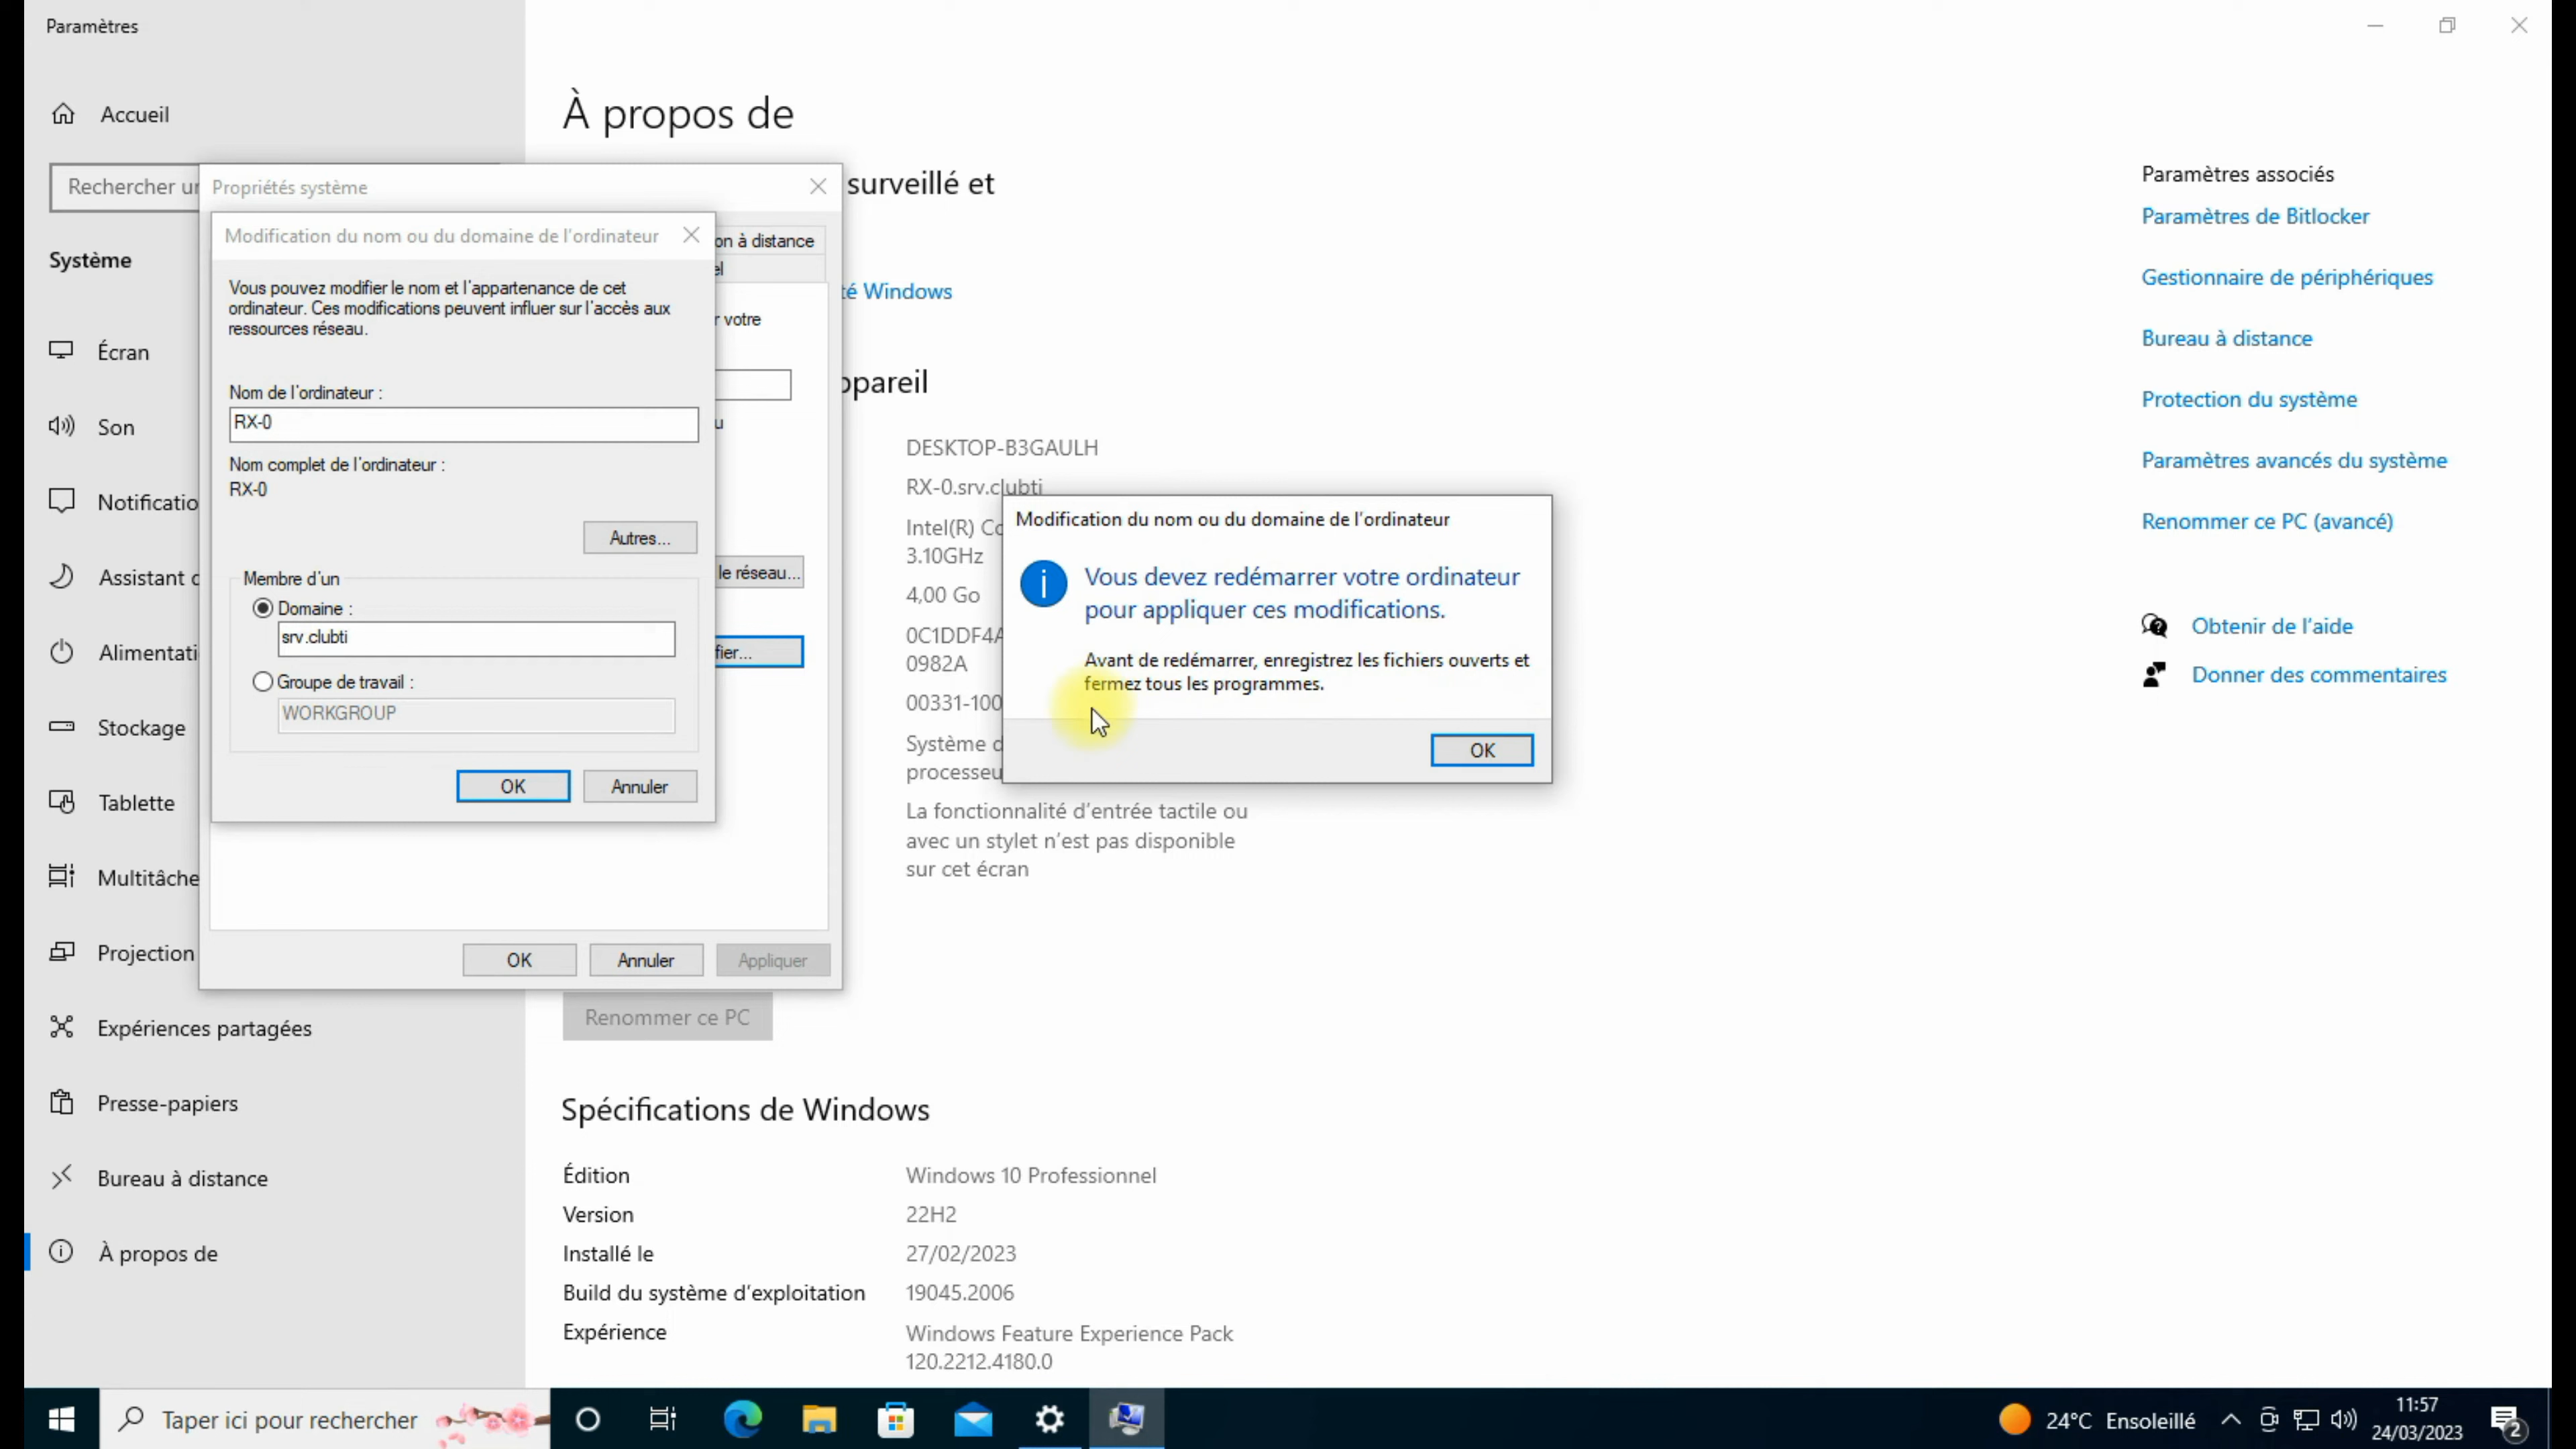 Paramètres
Accueil
Rechercher un
Système
Écran
Son
Notificatio
Assistant d
Alimentati
Stockage
Tablette
Multitâche
Projection
Expériences partagées
Presse-papiers
Bureau à distance
À propos de
Propriétés système
on à distance
el
r votre
u
le réseau...
fier...
OK
Annuler
Appliquer
Modification du nom ou du domaine de l'ordinateur
Vous pouvez modifier le nom et l'appartenance de cet
ordinateur. Ces modifications peuvent influer sur l'accès aux
ressources réseau.
Nom de l'ordinateur :
RX-0
Nom complet de l'ordinateur :
RX-0
Autres...
Membre d'un
Domaine :
srv.clubti
Groupe de travail :
WORKGROUP
OK
Annuler
À propos de
surveillé et
té Windows
ppareil
DESKTOP-B3GAULH
RX-0.srv.clubti
Intel(R) Co
3.10GHz
4,00 Go
0C1DDF4A
0982A
00331-100
Système d
processeu
La fonctionnalité d'entrée tactile ou
avec un stylet n'est pas disponible
sur cet écran
Modification du nom ou du domaine de l'ordinateur
Vous devez redémarrer votre ordinateur
pour appliquer ces modifications.
Avant de redémarrer, enregistrez les fichiers ouverts et
fermez tous les programmes.
OK
Renommer ce PC
Spécifications de Windows
Édition Windows 10 Professionnel
Version 22H2
Installé le 27/02/2023
Build du système d'exploitation 19045.2006
Expérience Windows Feature Experience Pack
120.2212.4180.0
Paramètres associés
Paramètres de Bitlocker
Gestionnaire de périphériques
Bureau à distance
Protection du système
Paramètres avancés du système
Renommer ce PC (avancé)
Obtenir de l'aide
Donner des commentaires
Taper ici pour rechercher
24°C Ensoleillé
11:57
24/03/2023
2